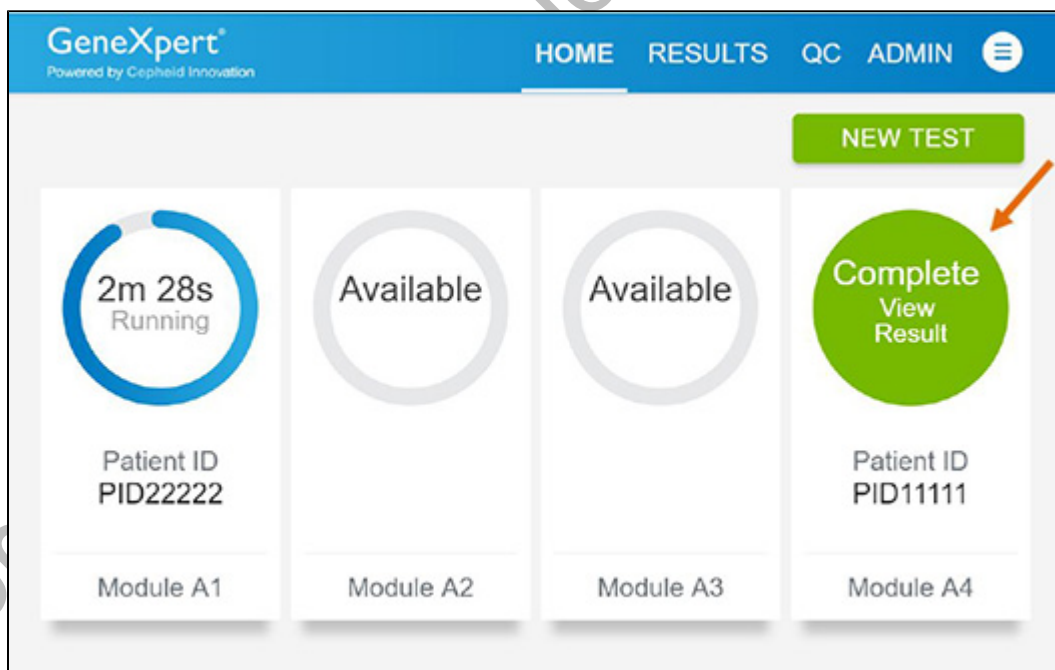 GeneXpert®
Powered by Cepheid Innovation
HOME RESULTS QC ADMIN
NEW TEST
2m 28s
Running
Patient ID
PID22222
Module A1
Available
Module A2
Available
Module A3
Complete
View
Result
Patient ID
PID11111
Module A4